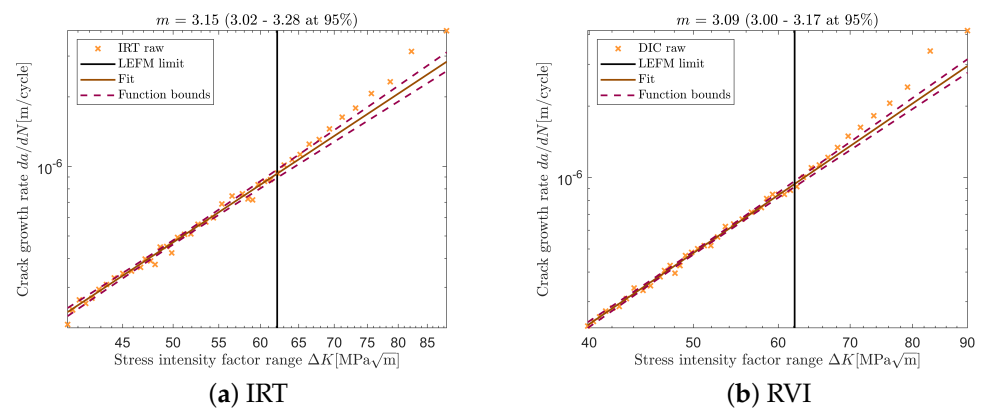 m = 3.15 (3.02 - 3.28 at 95%)
IRT raw
LEFM limit
Fit
Function bounds
Crack growth rate da/dN[m/cycle]
10-6
45 50 55 60 65 70 75 80 85
Stress intensity factor range ΔK[MPa√m]
(a) IRT
m = 3.09 (3.00 - 3.17 at 95%)
DIC raw
LEFM limit
Fit
Function bounds
Crack growth rate da/dN[m/cycle]
10-6
40 50 60 70 80 90
Stress intensity factor range ΔK[MPa√m]
(b) RVI